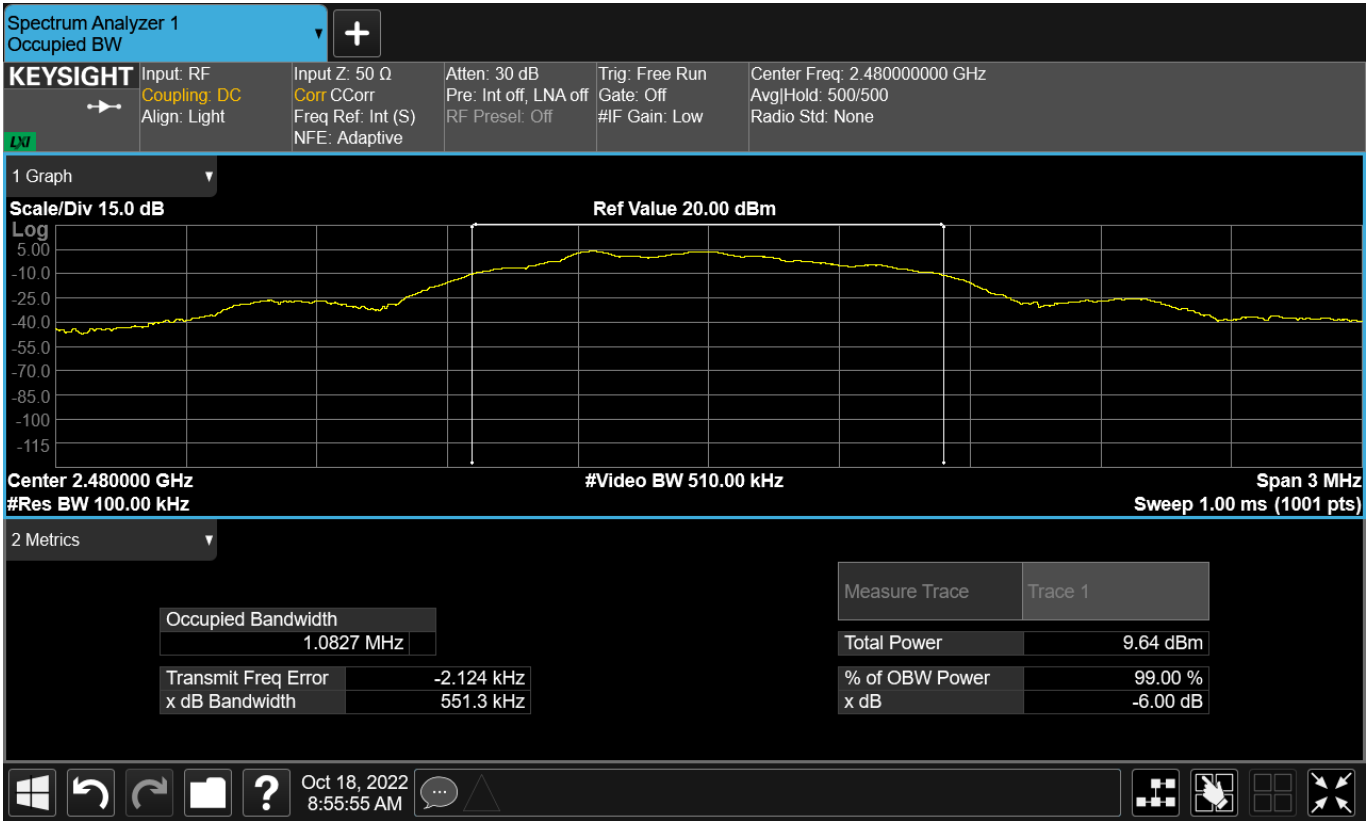 Spectrum Analyzer 1
Occupied BW
+
KEYSIGHT
LXI
Input: RF
Coupling: DC
Align: Light
Input Z: 50 Ω
Corr CCorr
Freq Ref: Int (S)
NFE: Adaptive
Atten: 30 dB
Pre: Int off, LNA off
RF Presel: Off
Trig: Free Run
Gate: Off
#IF Gain: Low
Center Freq: 2.480000000 GHz
Avg|Hold: 500/500
Radio Std: None
1 Graph
Scale/Div 15.0 dB
Ref Value 20.00 dBm
Log
5.00
-10.0
-25.0
-40.0
-55.0
-70.0
-85.0
-100
-115
Center 2.480000 GHz
#Video BW 510.00 kHz
Span 3 MHz
#Res BW 100.00 kHz
Sweep 1.00 ms (1001 pts)
2 Metrics
Measure Trace Trace 1
Occupied Bandwidth
1.0827 MHz
Total Power 9.64 dBm
Transmit Freq Error -2.124 kHz
% of OBW Power 99.00 %
x dB Bandwidth 551.3 kHz
x dB -6.00 dB
?
Oct 18, 2022
8:55:55 AM